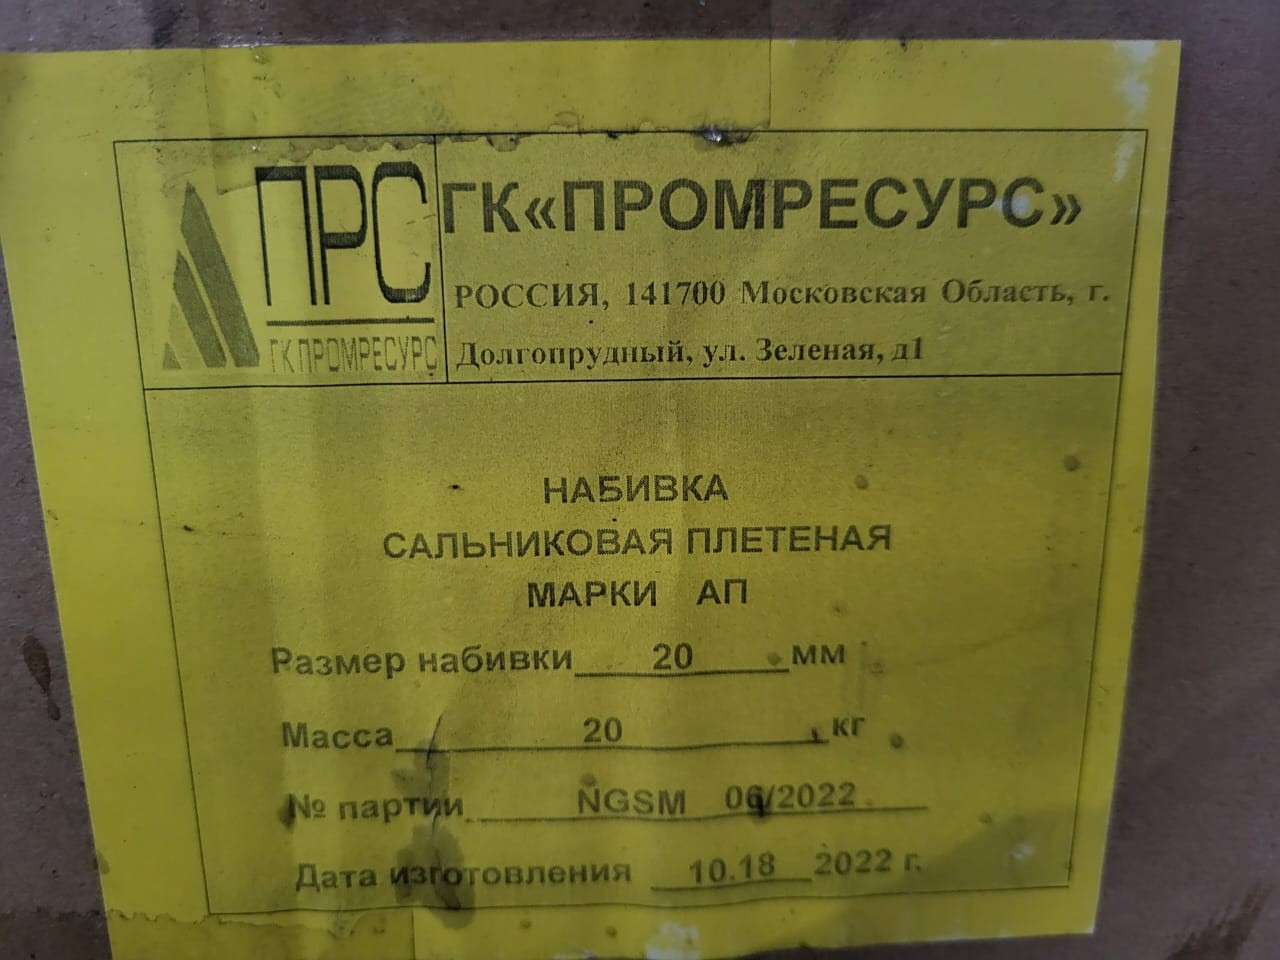 ПРС
ГК ПРОМРЕСУРС
ГК«ПРОМРЕСУРС»
РОССИЯ, 141700 Московская Область, г.
Долгопрудный, ул. Зеленая, д1
НАБИВКА
САЛЬНИКОВАЯ ПЛЕТЕНАЯ
МАРКИ АП
Размер набивки 20 мм
Масса 20 кг
№ партии NGSM 06/2022
Дата изготовления 10.18 2022 г.